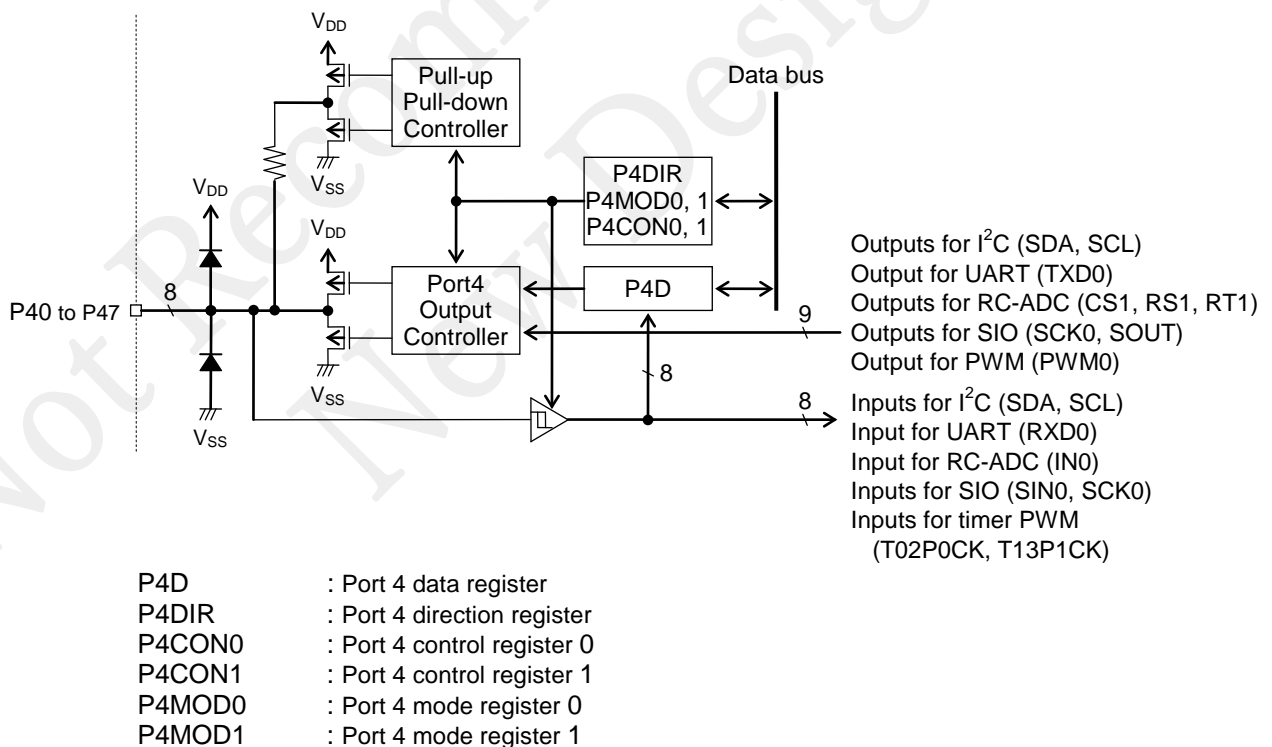 Not Recommended
New Design
VDD
Pull-up
Pull-down
Controller
Data bus
VSS
VDD
P4DIR
P4MOD0, 1
P4CON0, 1
VDD
P40 to P47
8
Port4
Output
Controller
P4D
VSS
VSS
8
9
8
Outputs for I²C (SDA, SCL)
Output for UART (TXD0)
Outputs for RC-ADC (CS1, RS1, RT1)
Outputs for SIO (SCK0, SOUT)
Output for PWM (PWM0)
Inputs for I²C (SDA, SCL)
Input for UART (RXD0)
Input for RC-ADC (IN0)
Inputs for SIO (SIN0, SCK0)
Inputs for timer PWM
(T02P0CK, T13P1CK)
P4D : Port 4 data register
P4DIR : Port 4 direction register
P4CON0 : Port 4 control register 0
P4CON1 : Port 4 control register 1
P4MOD0 : Port 4 mode register 0
P4MOD1 : Port 4 mode register 1